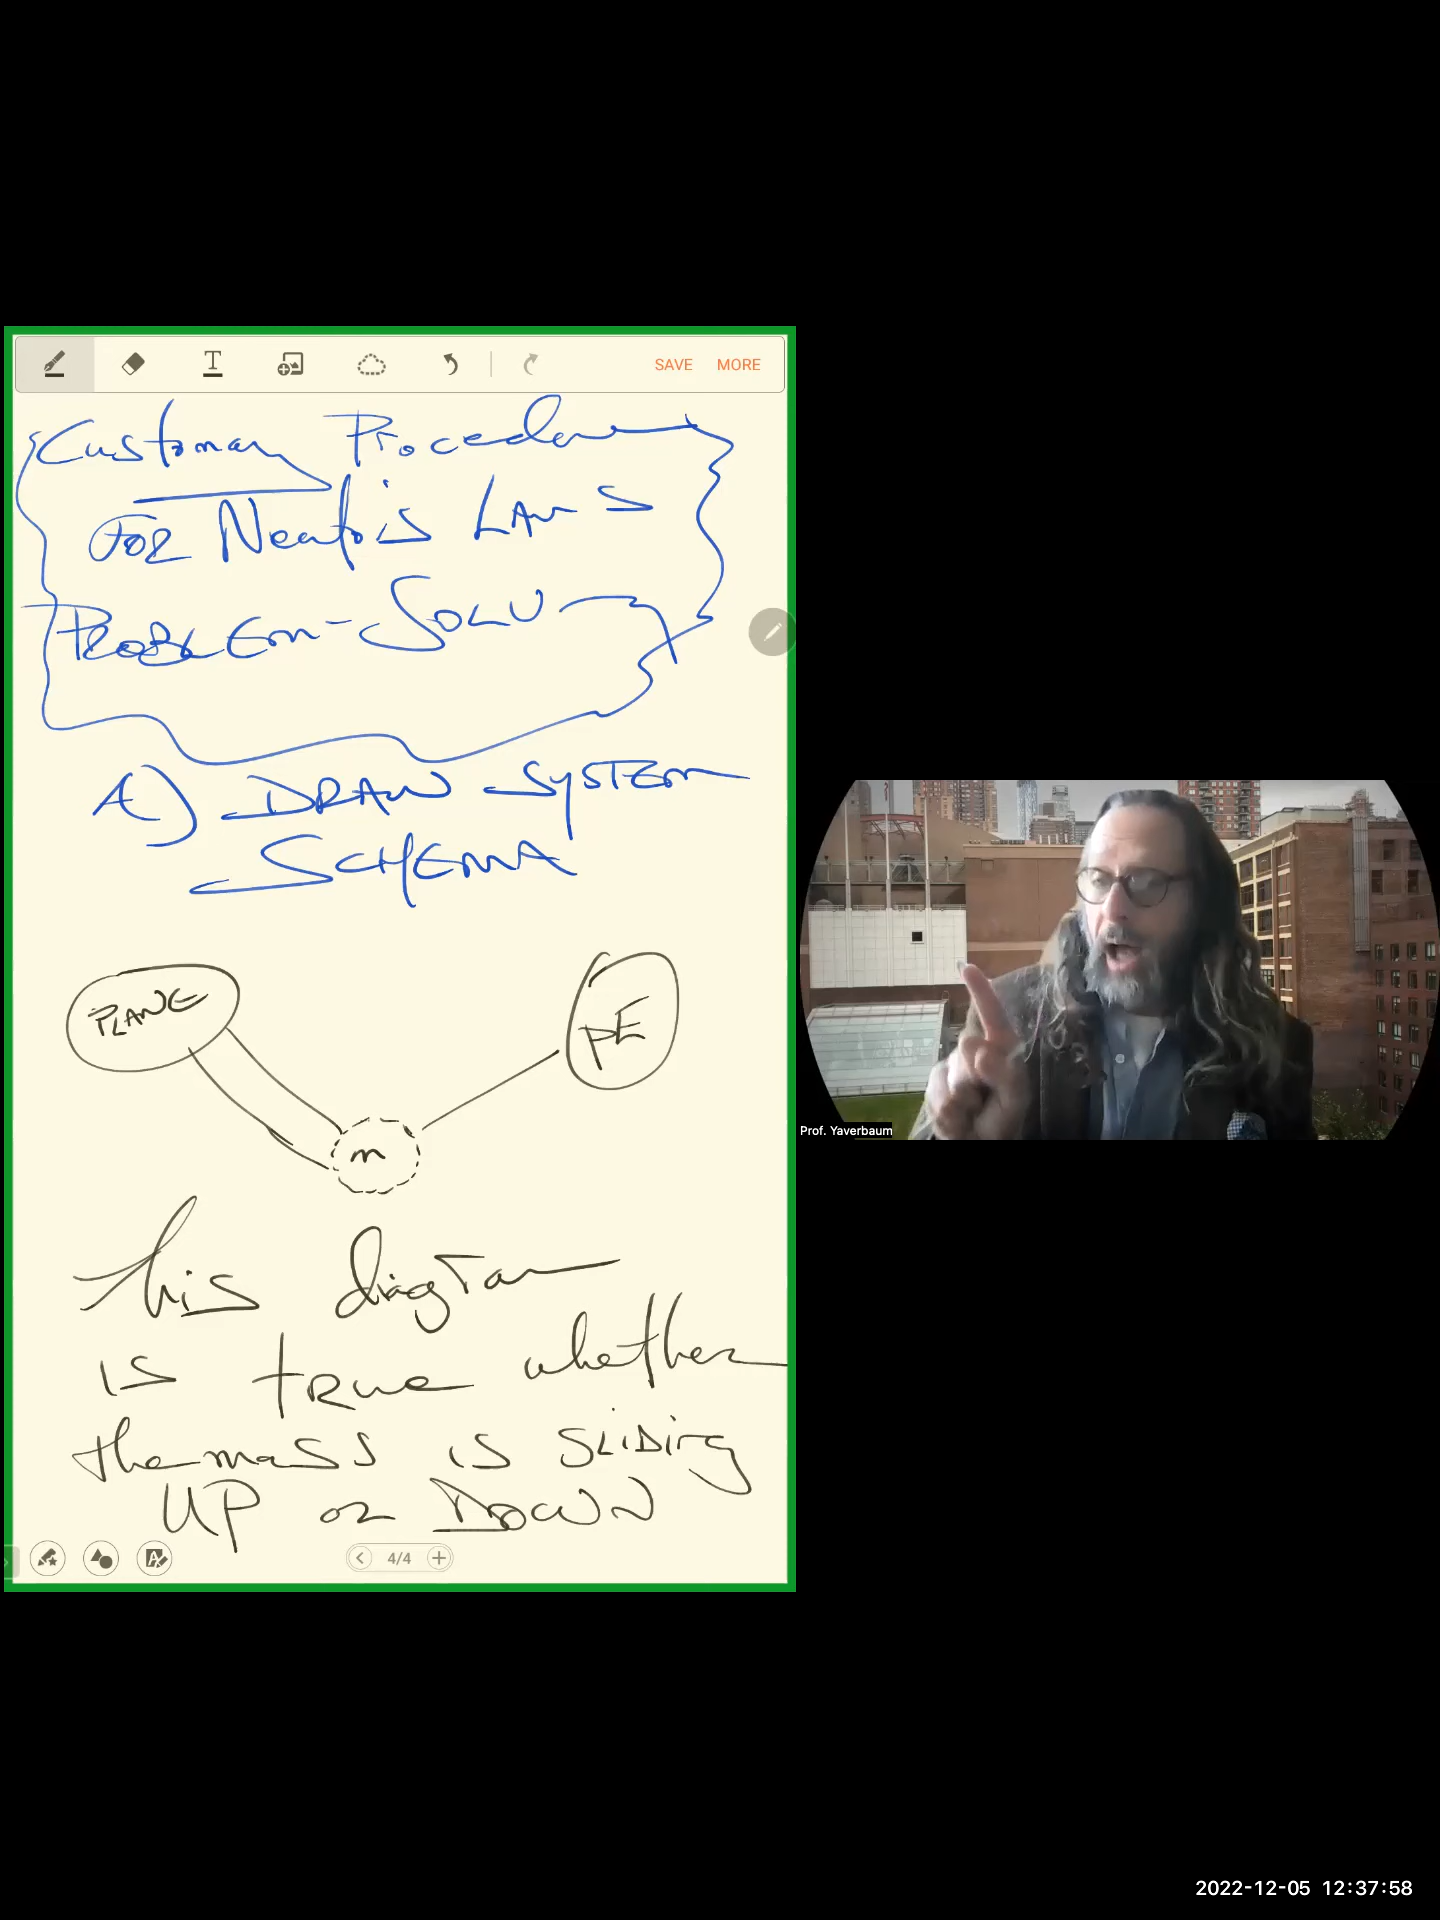 SAVE MORE
Customary Procedure
FOR Newton's LAWS
PROBLEM-SOLV
A) DRAW SYSTEM
SCHEMA
PLANE
PE
m
Prof. Yaverbaum
this diagram
is TRUE whether
the mass is SLIDING
UP or DOWN
4/4
2022-12-05 12:37:58